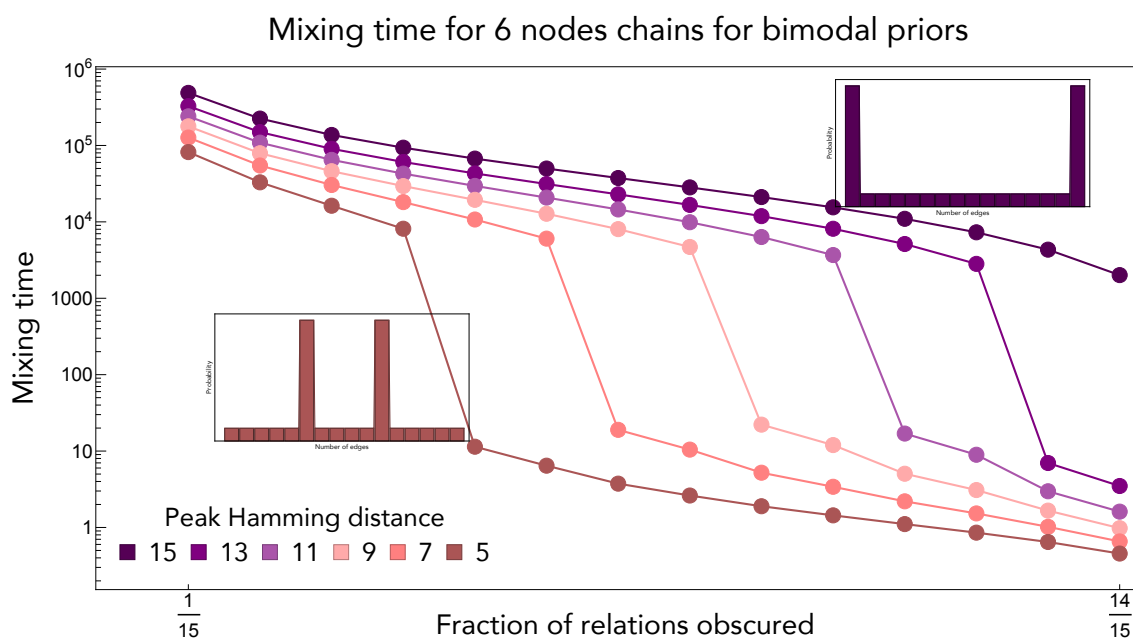 Mixing time for 6 nodes chains for bimodal priors
10^6
10^5
10^4
1000
100
10
1
Mixing time
Probability
Number of edges
Probability
Number of edges
Peak Hamming distance
15 13 11 9 7 5
1/15
Fraction of relations obscured
14/15